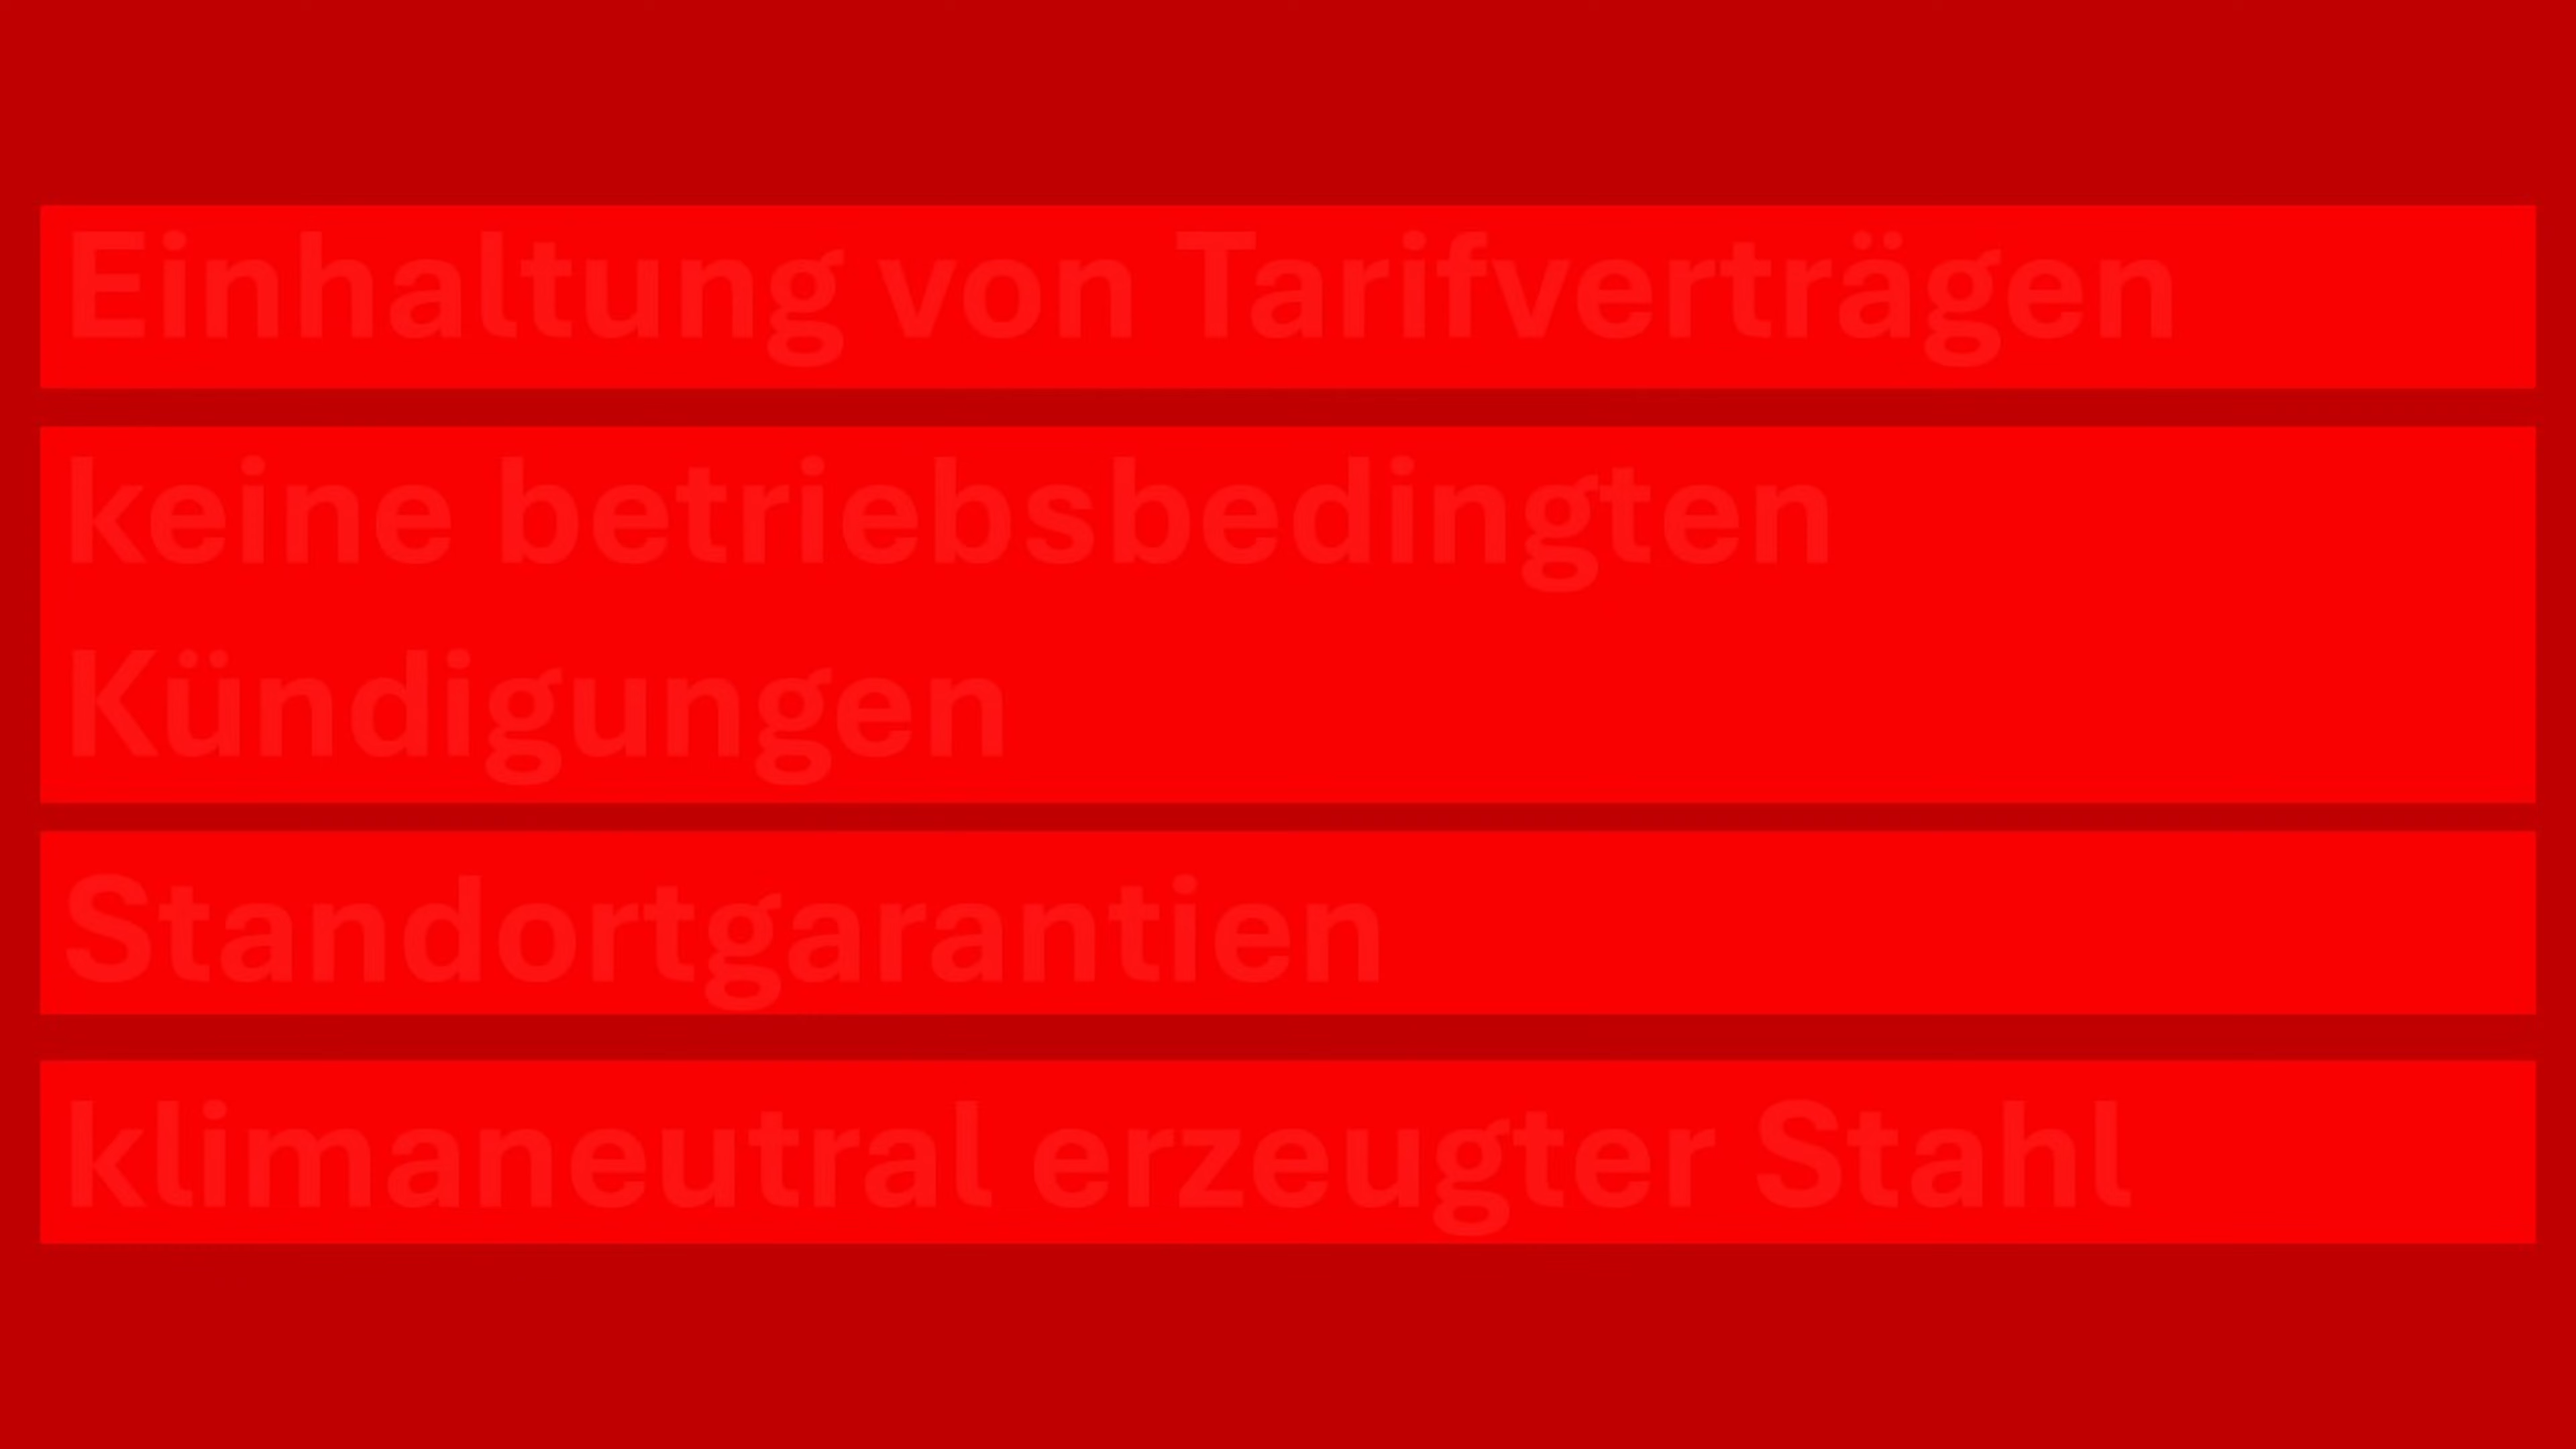 Einhaltung von Tarifverträgen
keine betriebsbedingten
Kündigungen
Standortgarantien
klimaneutral erzeugter Stahl